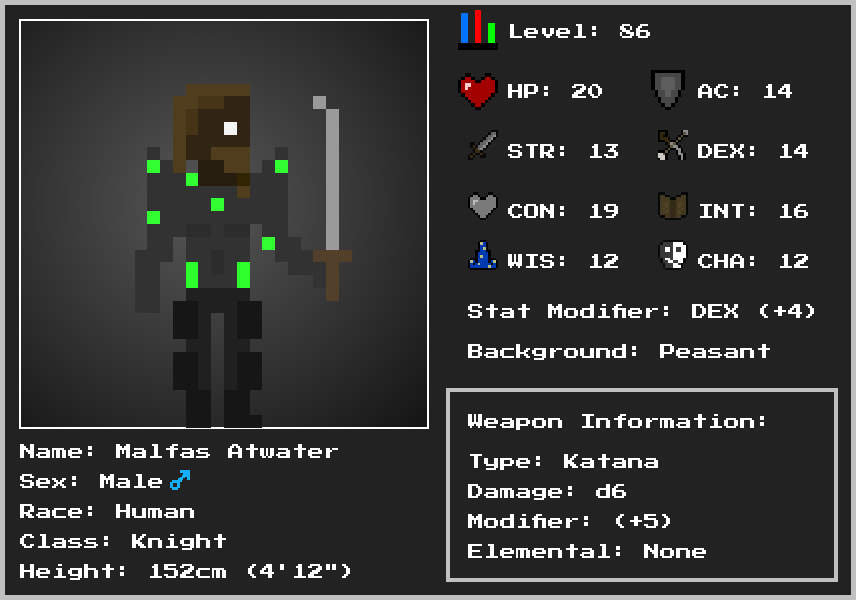 Level: 86
HP: 20 AC: 14
STR: 13 DEX: 14
CON: 19 INT: 16
WIS: 12 CHA: 12
Stat Modifier: DEX (+4)
Background: Peasant
Weapon Information:
Type: Katana
Damage: d6
Modifier: (+5)
Elemental: None
Name: Malfas Atwater
Sex: Male ♂
Race: Human
Class: Knight
Height: 152cm (4'12")